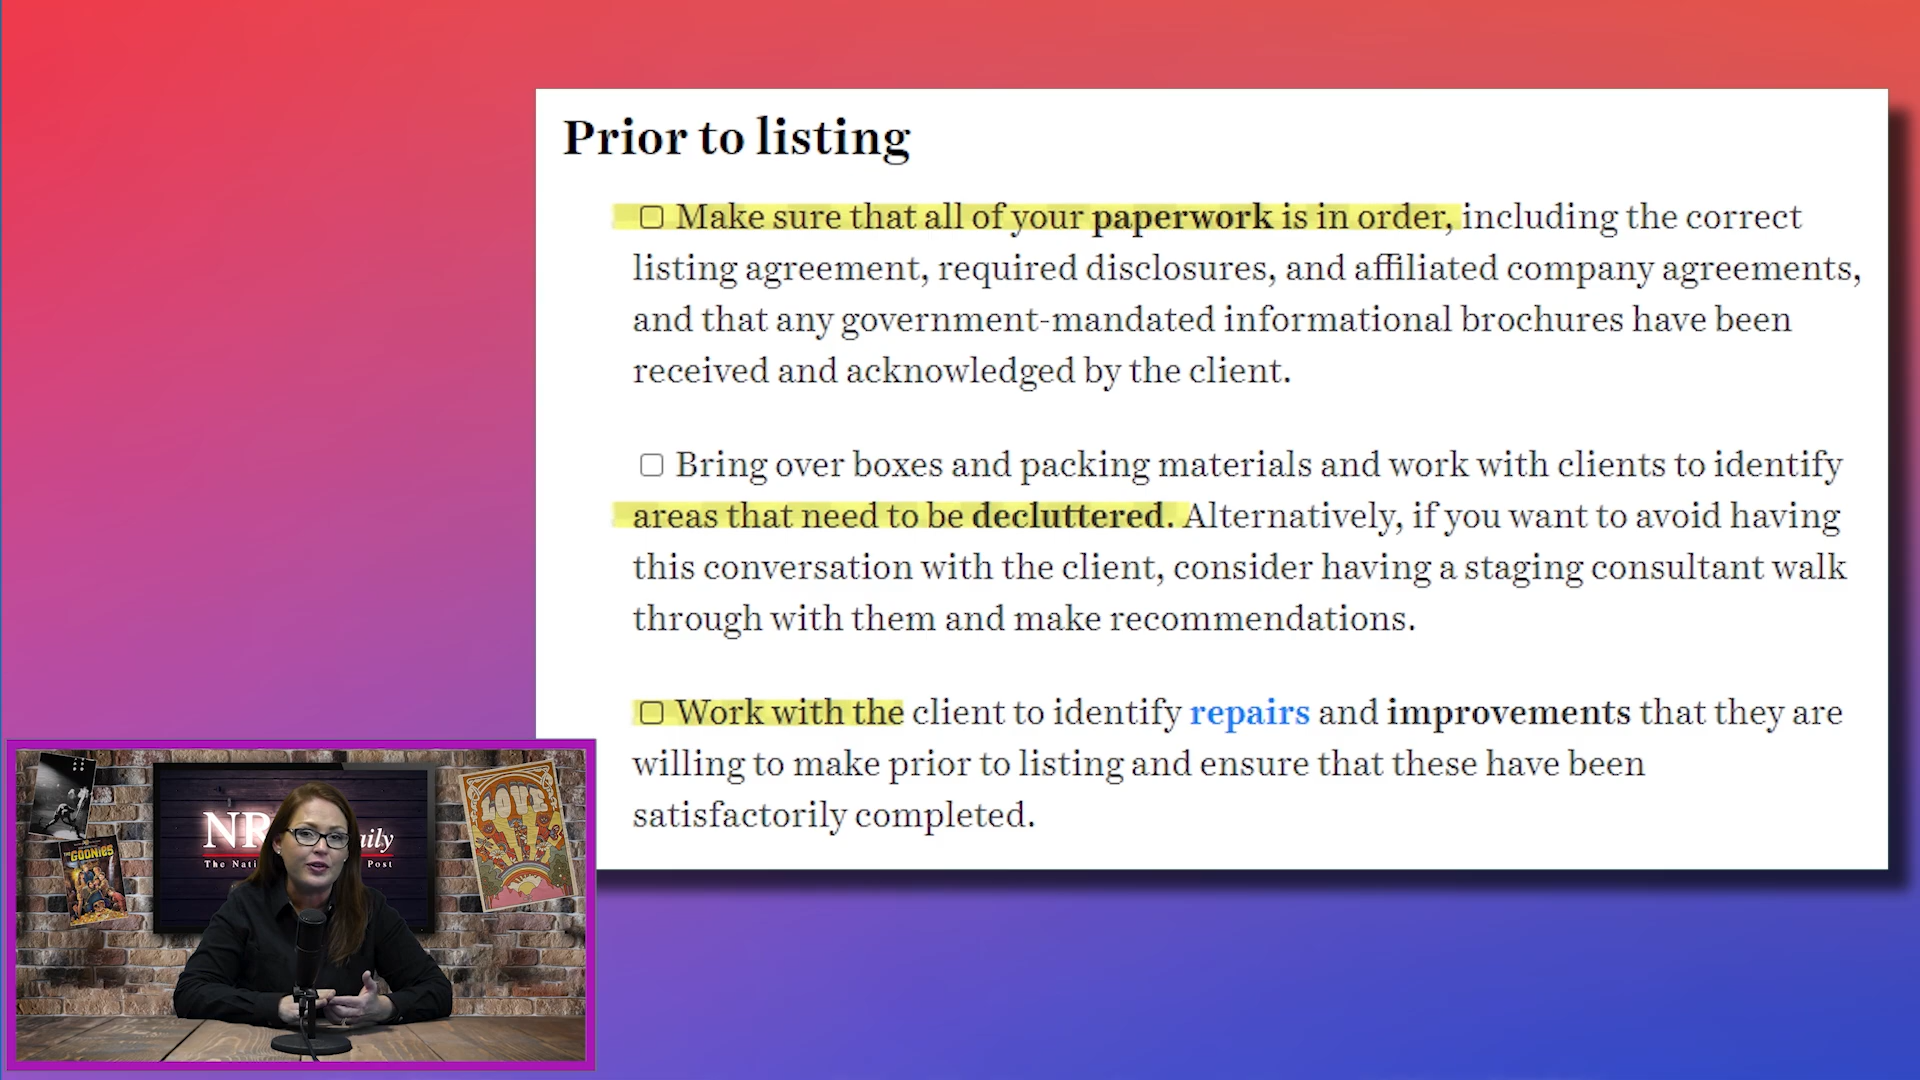 Prior to listing
Make sure that all of your paperwork is in order, including the correct
listing agreement, required disclosures, and affiliated company agreements,
and that any government-mandated informational brochures have been
received and acknowledged by the client.
Bring over boxes and packing materials and work with clients to identify
areas that need to be decluttered. Alternatively, if you want to avoid having
this conversation with the client, consider having a staging consultant walk
through with them and make recommendations.
Work with the client to identify repairs and improvements that they are
willing to make prior to listing and ensure that these have been
satisfactorily completed.
THE GOONIES
LOVE